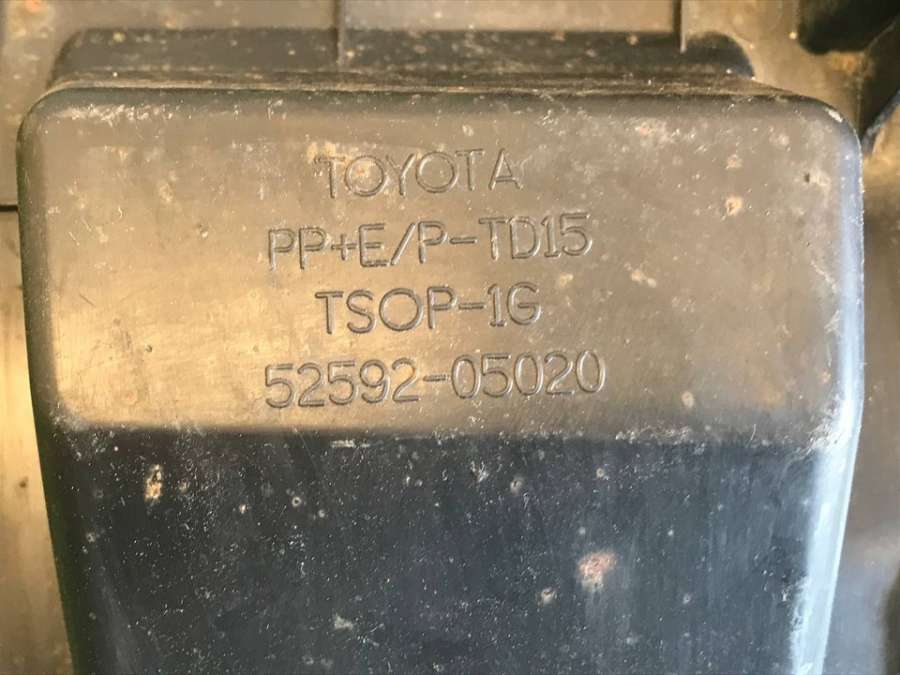 TOYOTA
PP+E/P-TD15
TSOP-1G
52592-05020